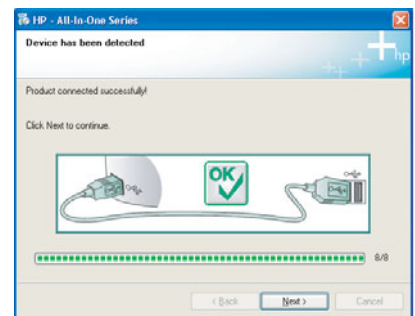 HP - All-In-One Series
Device has been detected
hp
Product connected successfully!
Click Next to continue.
OK
8/8
< Back
Next >
Cancel